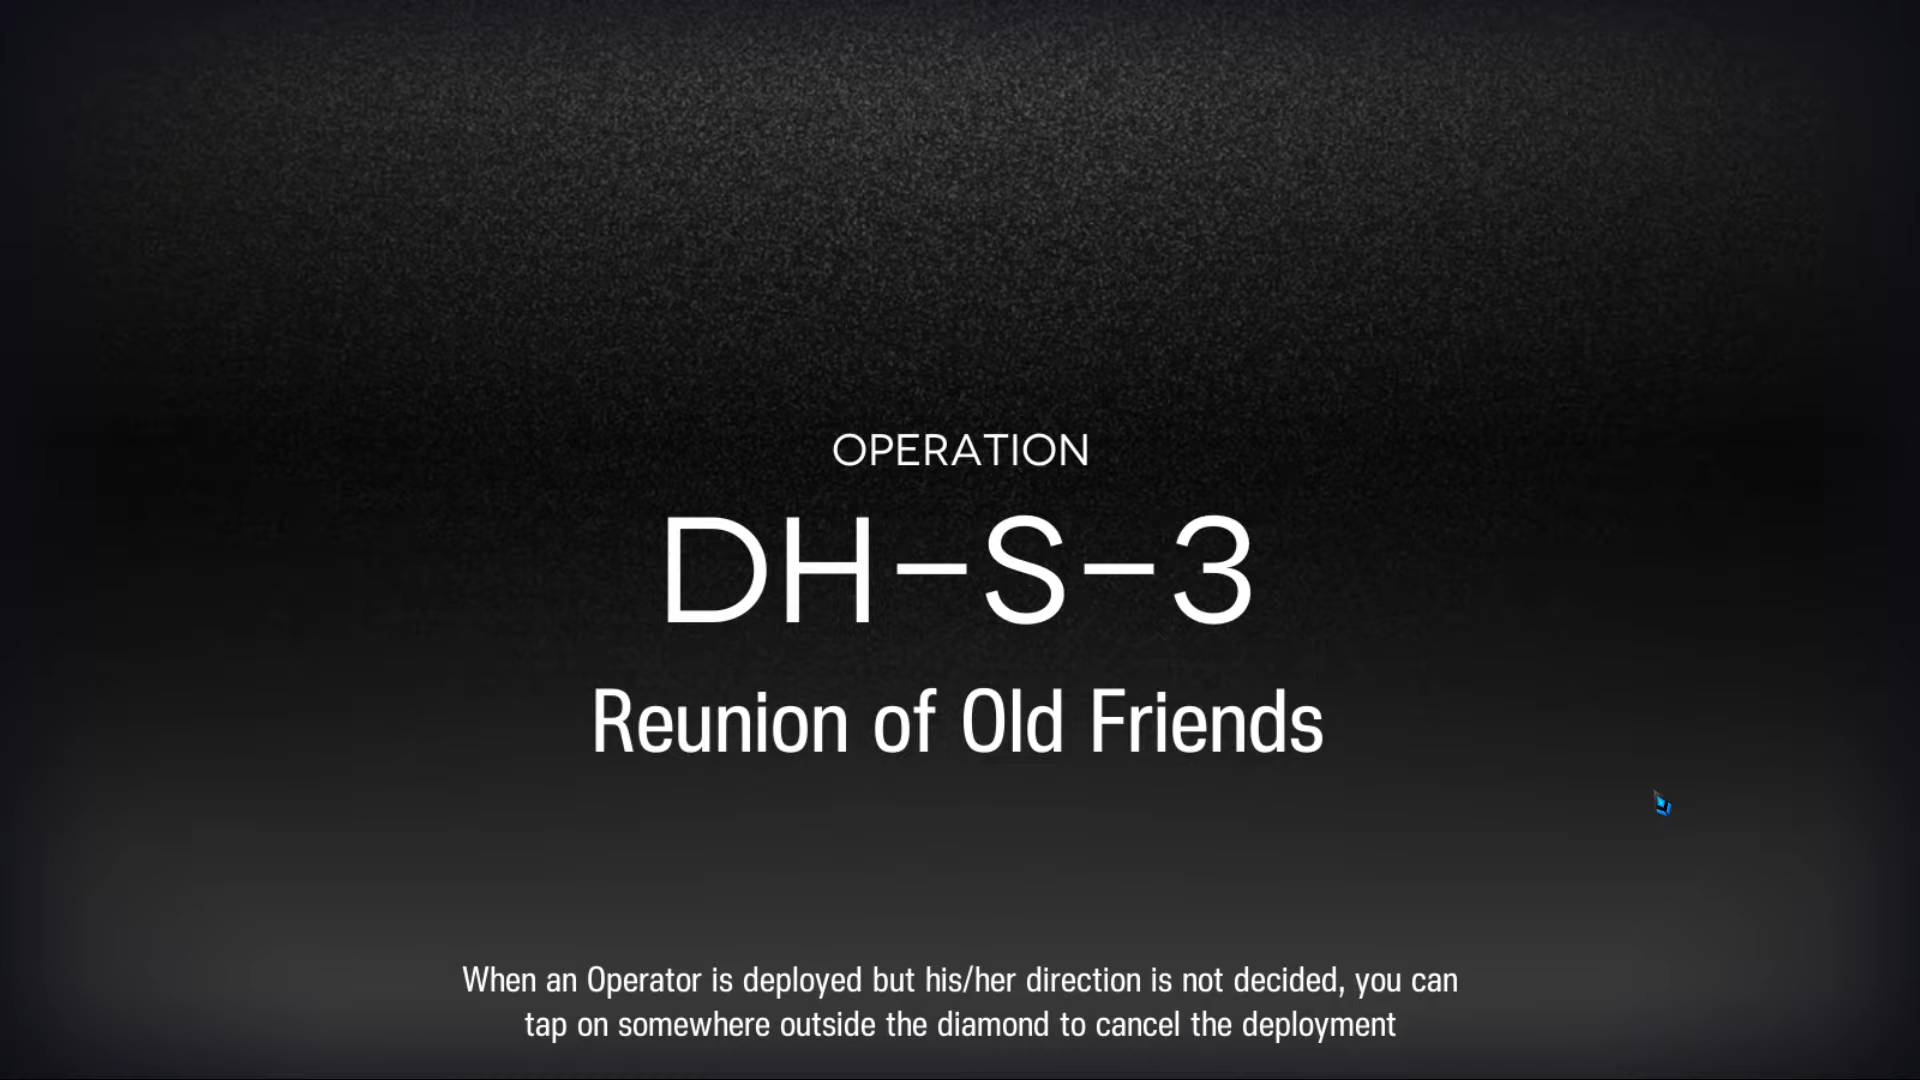 OPERATION
DH-S-3
Reunion of Old Friends
When an Operator is deployed but his/her direction is not decided, you can
tap on somewhere outside the diamond to cancel the deployment